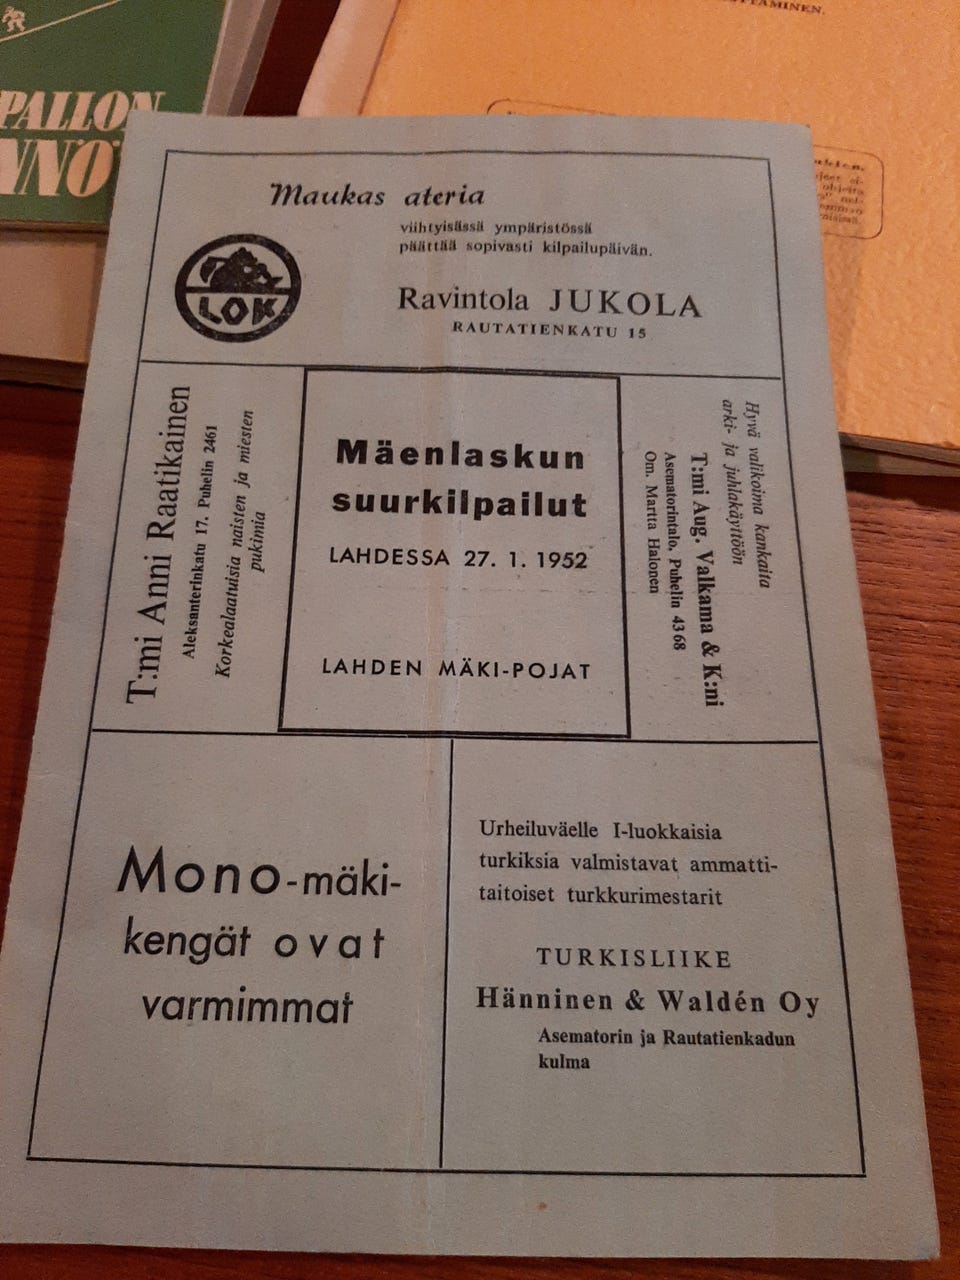 TTAMINEN.
PALLON
NNÖ
Maukas ateria
viihtyisässä ympäristössä
päättää sopivasti kilpailupäivän.
LOK
Ravintola JUKOLA
RAUTATIENKATU 15
T:mi Anni Raatikainen
Aleksanterinkatu 17. Puhelin 2461
Korkealaatuisia naisten ja miesten
pukimia
Mäenlaskun
suurkilpailut
LAHDESSA 27. 1. 1952
LAHDEN MÄKI-POJAT
Hyvä valikoima kankaita
arki- ja juhlakäyttöön
T:mi Aug. Valkama & K:ni
Asematorintalo, Puhelin 43 68
Om. Martta Halonen
Mono-mäki-
kengät ovat
varmimmat
Urheiluväelle I-luokkaisia
turkiksia valmistavat ammatti-
taitoiset turkkurimestarit
TURKISLIIKE
Hänninen & Waldén Oy
Asematorin ja Rautatienkadun
kulma